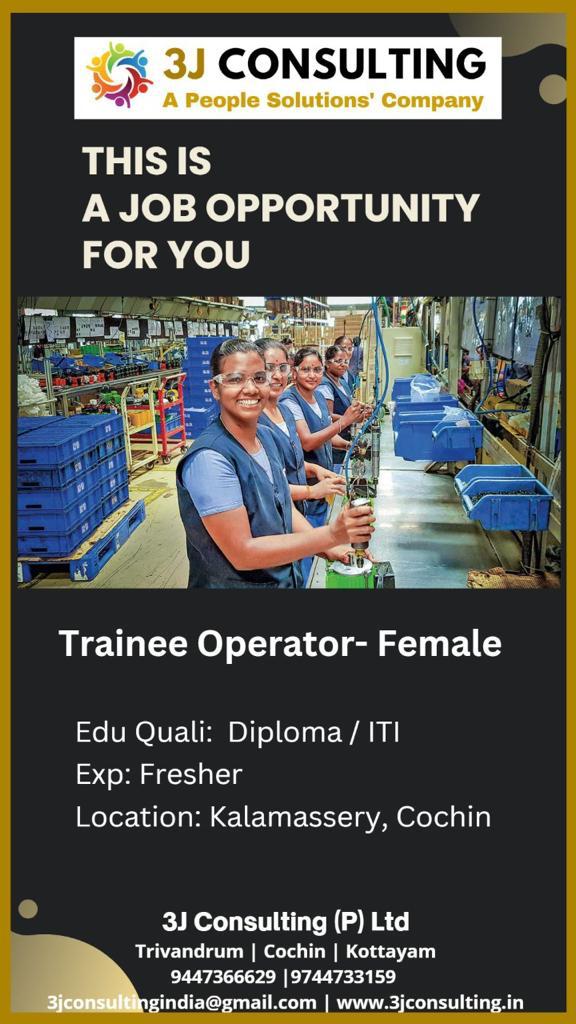 3J CONSULTING
A People Solutions' Company
THIS IS
A JOB OPPORTUNITY
FOR YOU
Trainee Operator- Female
Edu Quali: Diploma / ITI
Exp: Fresher
Location: Kalamassery, Cochin
3J Consulting (P) Ltd
Trivandrum | Cochin | Kottayam
9447366629 |9744733159
3jconsultingindia@gmail.com | www.3jconsulting.in